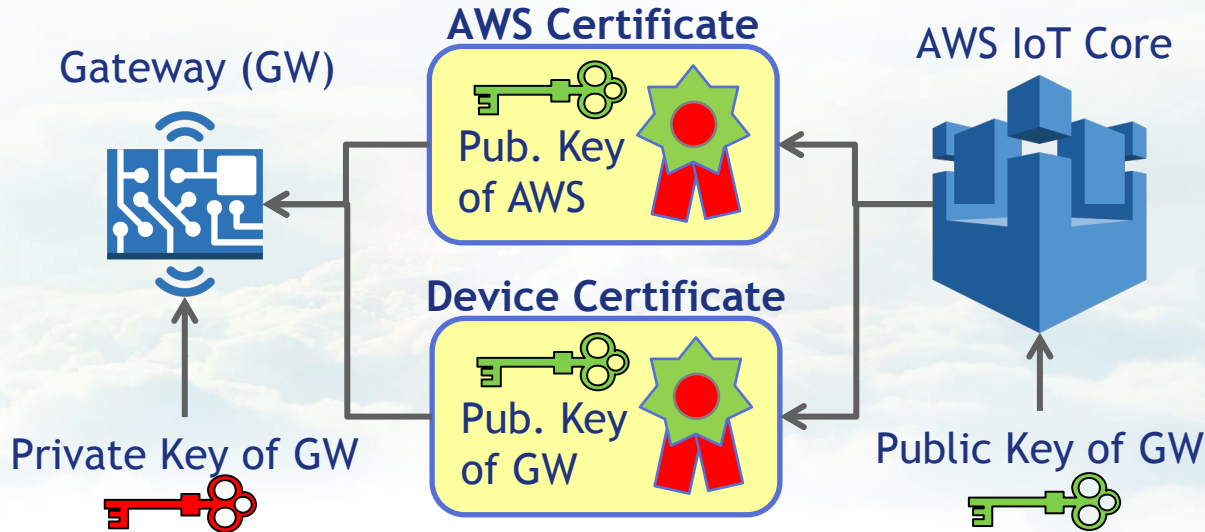 AWS Certificate
Gateway (GW)
AWS IoT Core
Pub. Key
of AWS
Device Certificate
Pub. Key
of GW
Private Key of GW
Public Key of GW